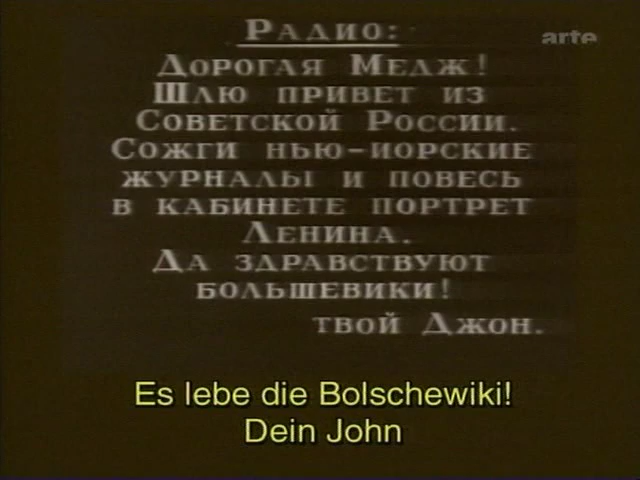 Радио:
arte
Дорогая Медж!
Шлю привет из
Советской России.
Сожги нью-иорские
журналы и повесь
в кабинете портрет
Ленина.
Да здравствуют
большевики!
твой Джон.
Es lebe die Bolschewiki!
Dein John